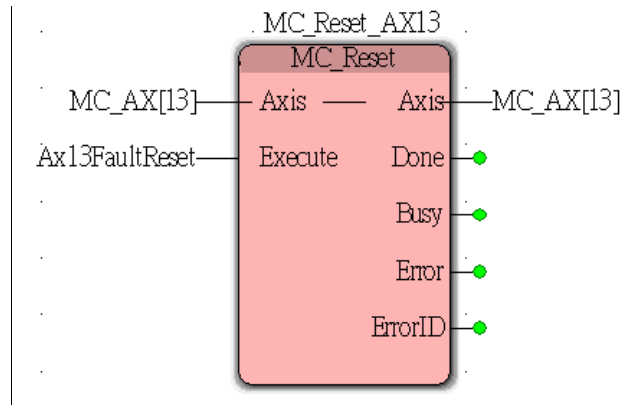 MC_Reset_AX13
MC_Reset
MC_AX[13] Axis Axis MC_AX[13]
Ax13FaultReset Execute Done
Busy
Error
ErrorID